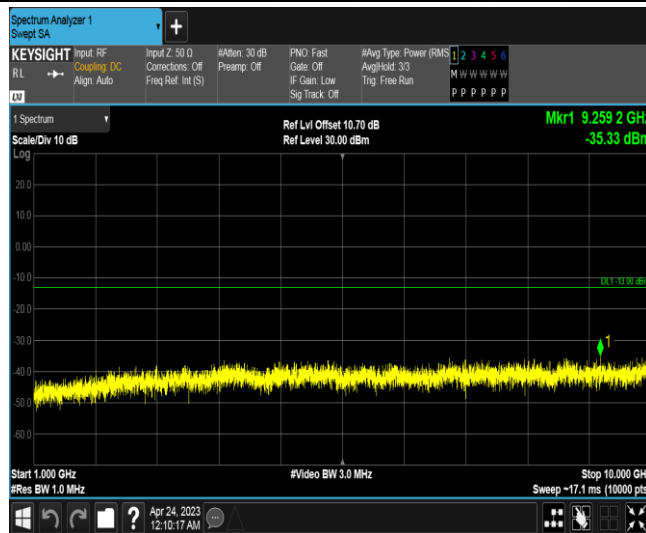 Spectrum Analyzer 1
Swept SA
+
KEYSIGHT
RL
LXI
Input: RF
Coupling: DC
Align: Auto
Input Z: 50 Ω
Corrections: Off
Freq Ref: Int (S)
#Atten: 30 dB
Preamp: Off
PNO: Fast
Gate: Off
IF Gain: Low
Sig Track: Off
#Avg Type: Power (RMS
Avg|Hold: 3/3
Trig: Free Run
1 2 3 4 5 6
M W W W W W
P P P P P P
1 Spectrum
Scale/Div 10 dB
Log
Ref Lvl Offset 10.70 dB
Ref Level 30.00 dBm
Mkr1 9.259 2 GHz
-35.33 dBm
20.0
10.0
0.00
-10.0
DL1 -13.00 dBm
-20.0
-30.0
1
-40.0
-50.0
-60.0
Start 1.000 GHz
#Res BW 1.0 MHz
#Video BW 3.0 MHz
Stop 10.000 GHz
Sweep ~17.1 ms (10000 pts
?
Apr 24, 2023
12:10:17 AM